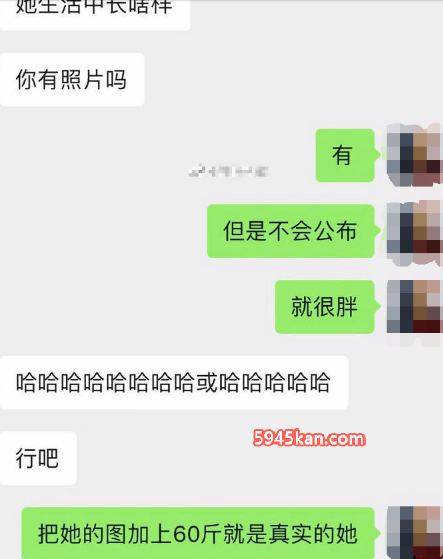 她生活中长啥样
你有照片吗
有
但是不会公布
就很胖
哈哈哈哈哈哈哈哈或哈哈哈哈哈
5945kan.com
行吧
把她的图加上60斤就是真实的她